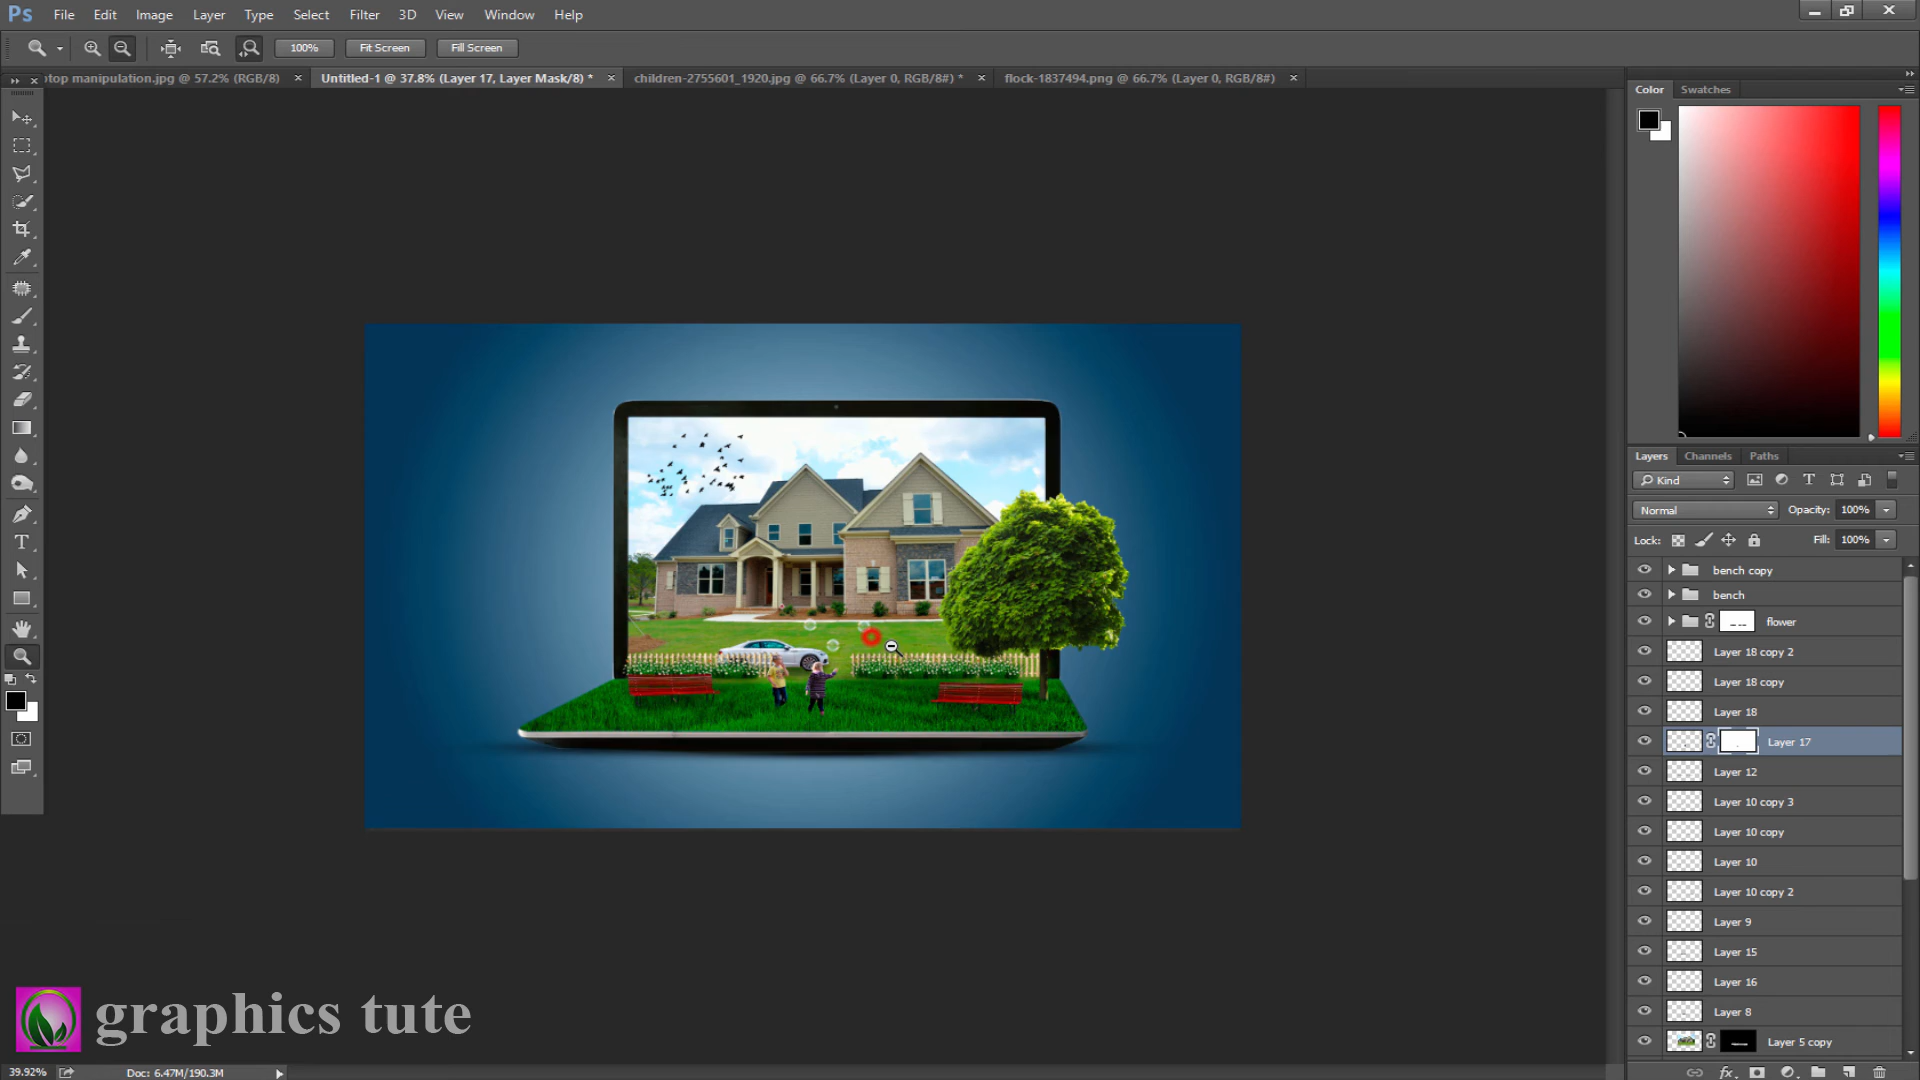 Ps File Edit Image Layer Type Select Filter 3D View Window Help
100% Fit Screen Fill Screen
top manipulation.jpg @ 57.2% (RGB/8) × Untitled-1 @ 37.8% (Layer 17, Layer Mask/8) * × children-2755601_1920.jpg @ 66.7% (Layer 0, RGB/8#) * × flock-1837494.png @ 66.7% (Layer 0, RGB/8#) ×
Color Swatches
Layers Channels Paths
Kind
Normal Opacity: 100%
Lock: Fill: 100%
bench copy
bench
flower
Layer 18 copy 2
Layer 18 copy
Layer 18
Layer 17
Layer 12
Layer 10 copy 3
Layer 10 copy
Layer 10
Layer 10 copy 2
Layer 9
Layer 15
Layer 16
Layer 8
Layer 5 copy
graphics tute
39.92% Doc: 6.47M/190.3M
fx